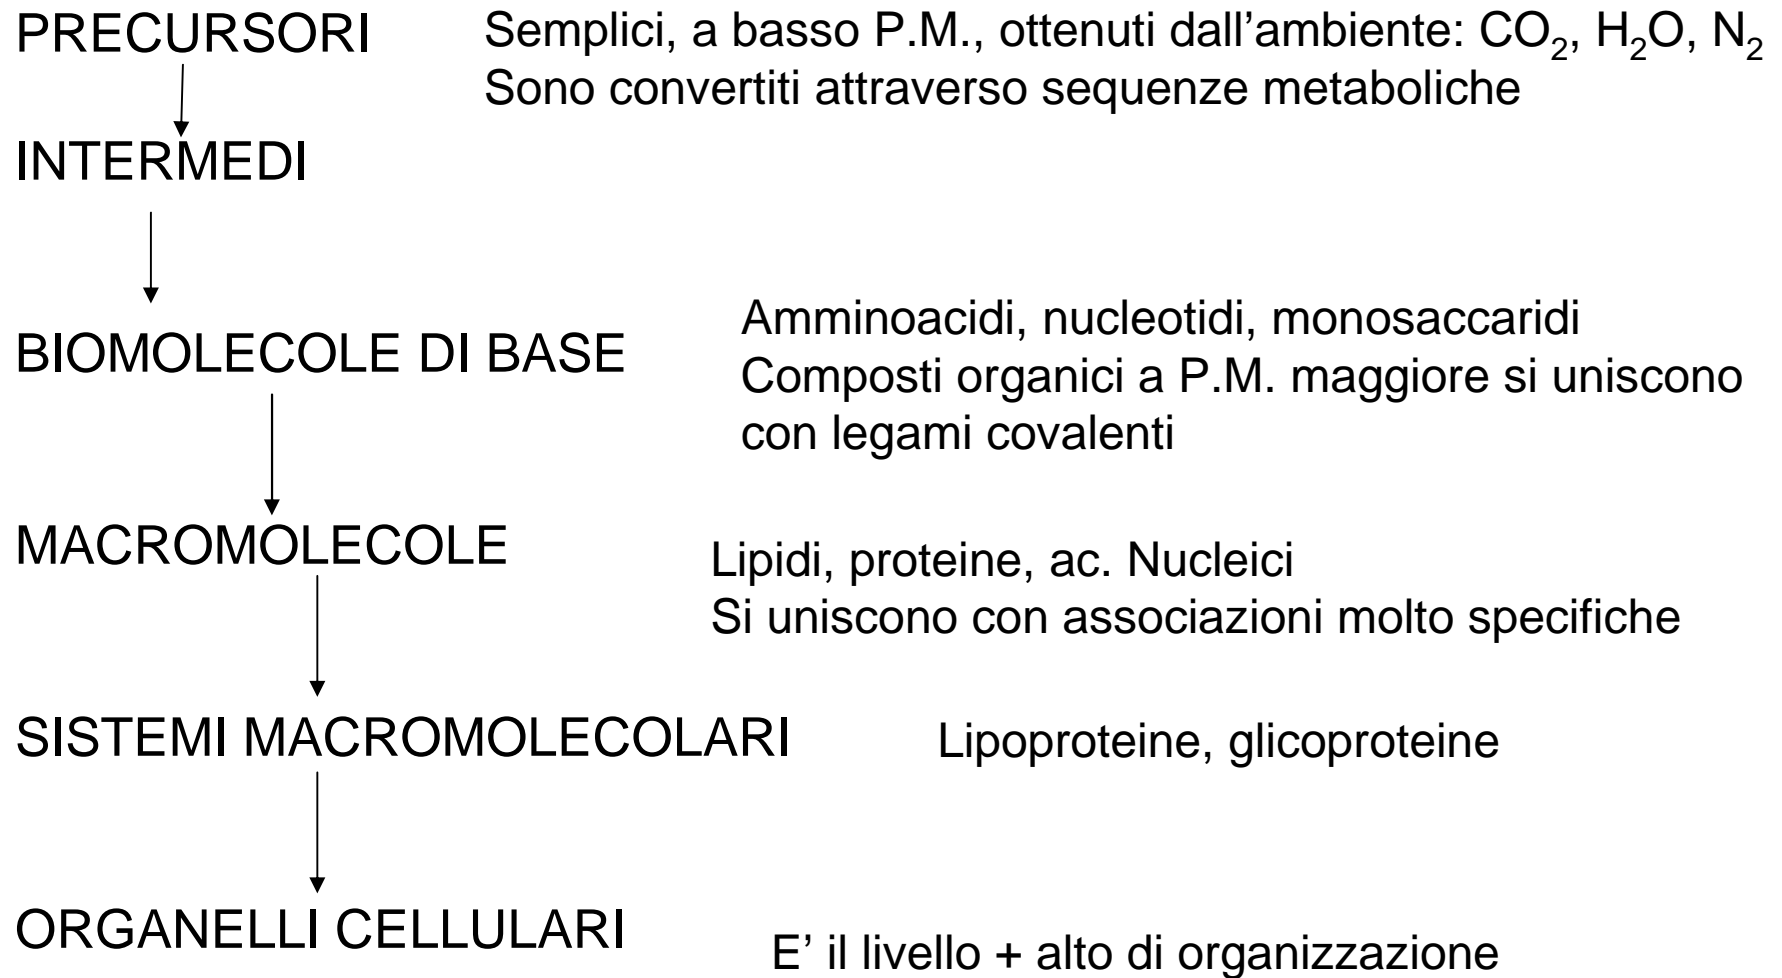 PRECURSORI
Semplici, a basso P.M., ottenuti dall’ambiente: CO₂, H₂O, N₂
Sono convertiti attraverso sequenze metaboliche
INTERMEDI
BIOMOLECOLE DI BASE
Amminoacidi, nucleotidi, monosaccaridi
Composti organici a P.M. maggiore si uniscono
con legami covalenti
MACROMOLECOLE
Lipidi, proteine, ac. Nucleici
Si uniscono con associazioni molto specifiche
SISTEMI MACROMOLECOLARI
Lipoproteine, glicoproteine
ORGANELLI CELLULARI
E’ il livello + alto di organizzazione